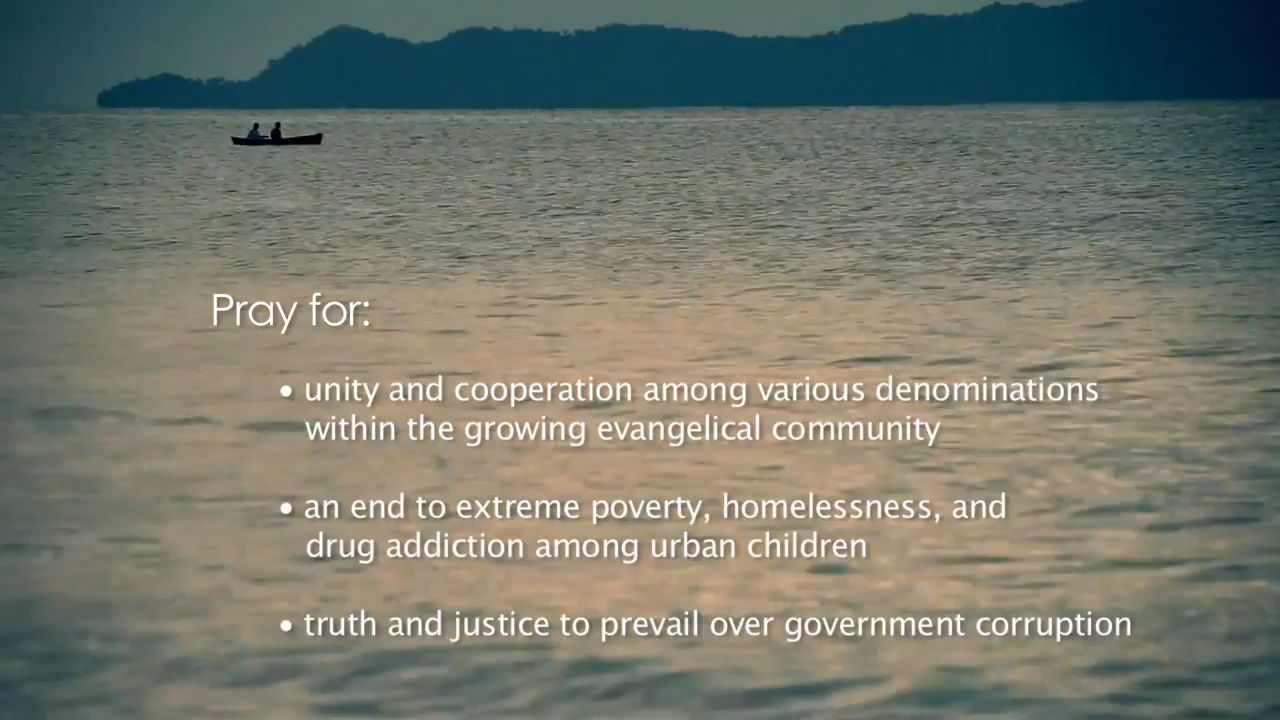 Pray for:
• unity and cooperation among various denominations
within the growing evangelical community
• an end to extreme poverty, homelessness, and
drug addiction among urban children
• truth and justice to prevail over government corruption